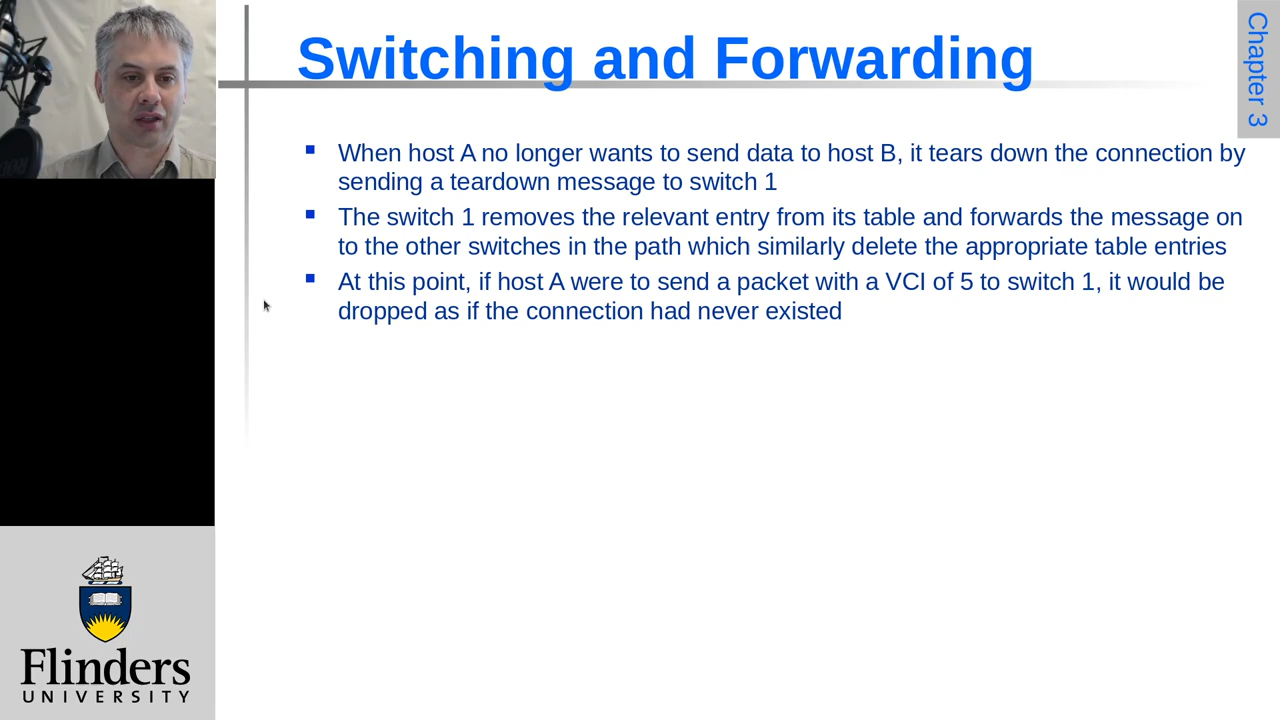 Switching and Forwarding
Chapter 3
When host A no longer wants to send data to host B, it tears down the connection by
sending a teardown message to switch 1
The switch 1 removes the relevant entry from its table and forwards the message on
to the other switches in the path which similarly delete the appropriate table entries
At this point, if host A were to send a packet with a VCI of 5 to switch 1, it would be
dropped as if the connection had never existed
Flinders
UNIVERSITY